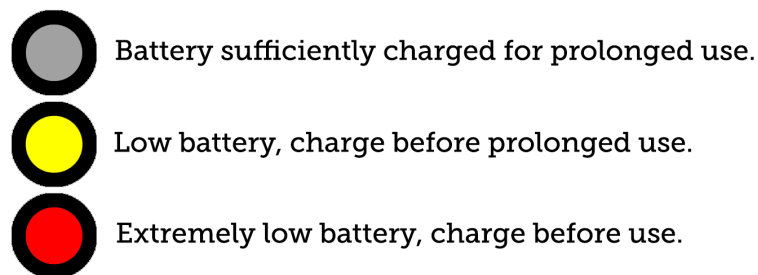 Battery sufficiently charged for prolonged use.
Low battery, charge before prolonged use.
Extremely low battery, charge before use.